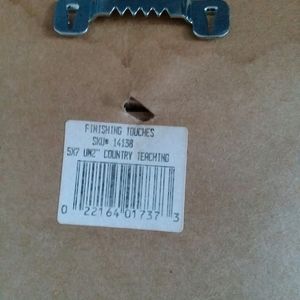 FINISHING TOUCHES
SKU# 14138
5X7 UM2" COUNTRY TEACHING
0 22164 01737 3